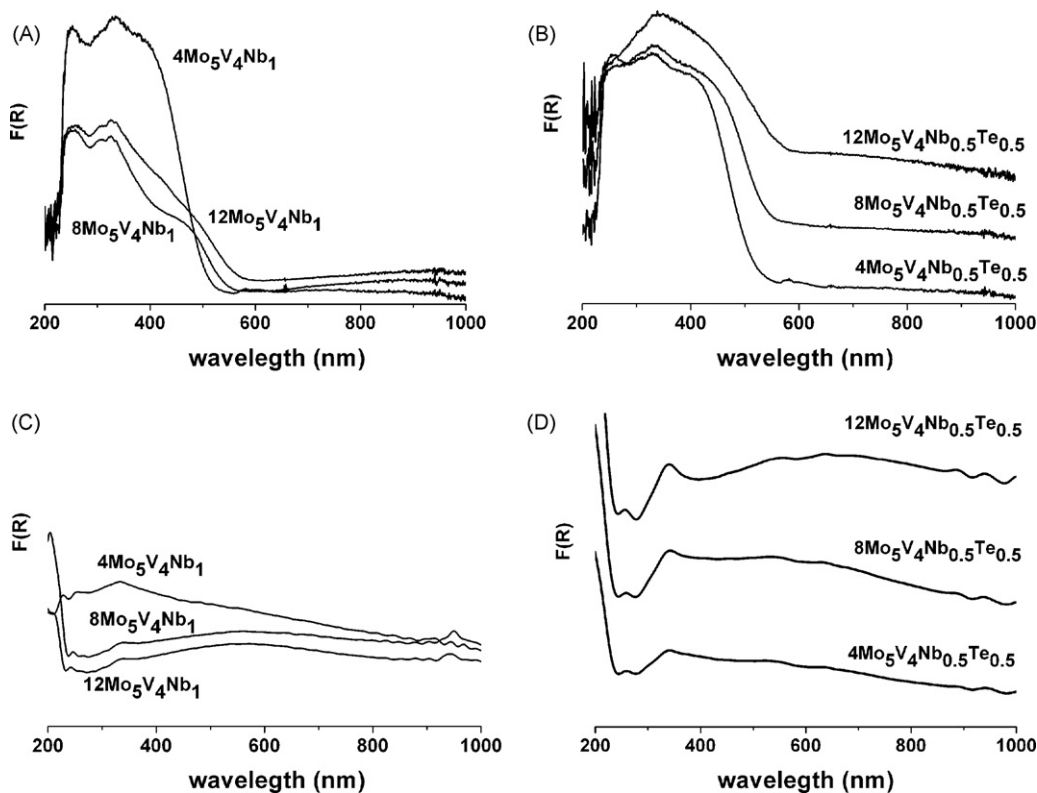 (A)
4Mo5V4Nb1
F(R)
8Mo5V4Nb1
12Mo5V4Nb1
200 400 600 800 1000
wavelegth (nm)
(B)
F(R)
12Mo5V4Nb0.5Te0.5
8Mo5V4Nb0.5Te0.5
4Mo5V4Nb0.5Te0.5
200 400 600 800 1000
wavelegth (nm)
(C)
F(R)
4Mo5V4Nb1
8Mo5V4Nb1
12Mo5V4Nb1
200 400 600 800 1000
wavelegth (nm)
(D)
12Mo5V4Nb0.5Te0.5
F(R)
8Mo5V4Nb0.5Te0.5
4Mo5V4Nb0.5Te0.5
200 400 600 800 1000
wavelegth (nm)